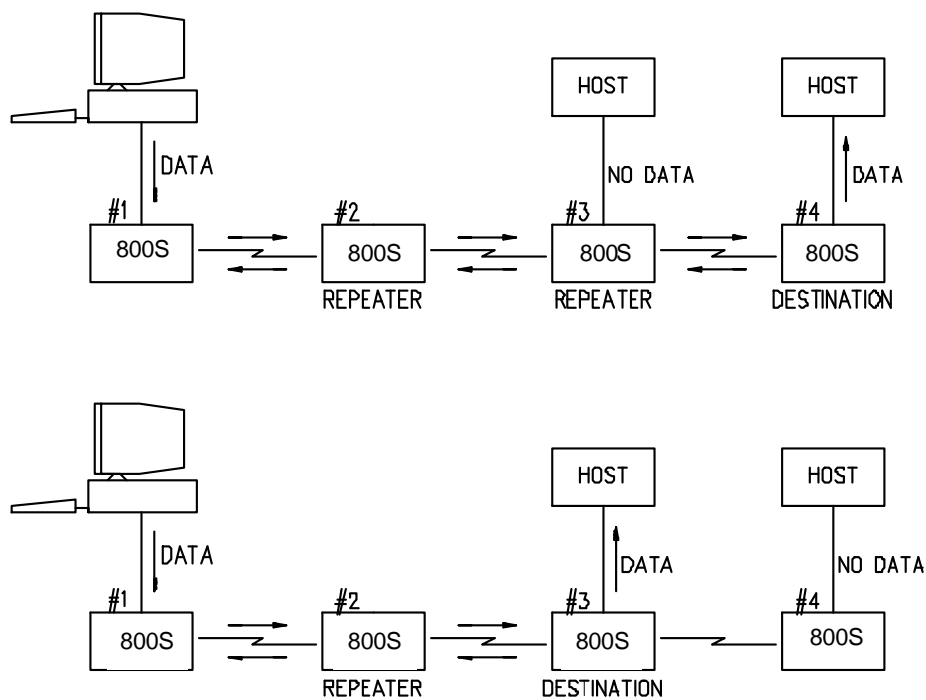 HOST HOST
DATA NO DATA DATA
#1 #2 #3 #4
800S 800S 800S 800S
REPEATER REPEATER DESTINATION
HOST HOST
DATA DATA NO DATA
#1 #2 #3 #4
800S 800S 800S 800S
REPEATER DESTINATION